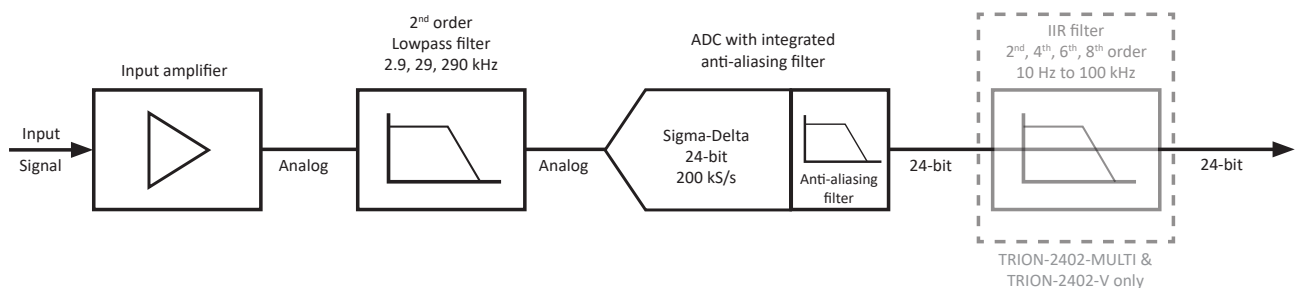 Input
Signal
Input amplifier
Analog
2nd order
Lowpass filter
2.9, 29, 290 kHz
Analog
ADC with integrated
anti-aliasing filter
Sigma-Delta
24-bit
200 kS/s
Anti-aliasing
filter
24-bit
IIR filter
2nd, 4th, 6th, 8th order
10 Hz to 100 kHz
TRION-2402-MULTI &
TRION-2402-V only
24-bit